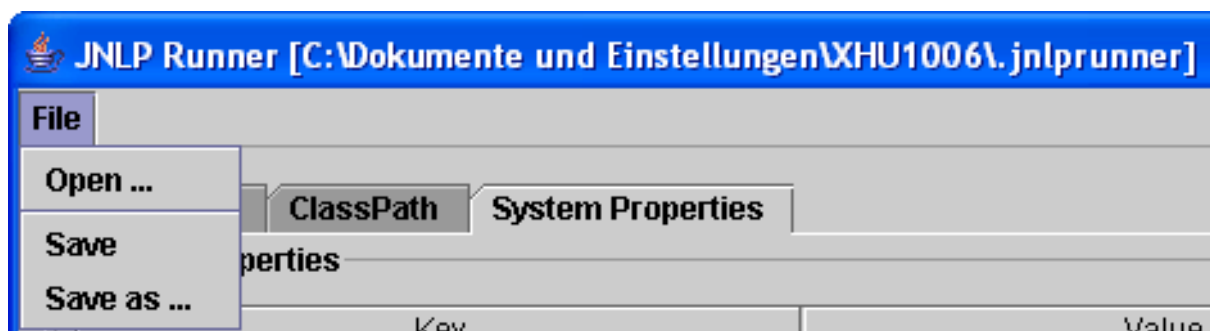 JNLP Runner [C:\Dokumente und Einstellungen\XHU1006\.jnlprunner]
File
Open ...
ClassPath System Properties
Save
perties
Save as ...
Key Value